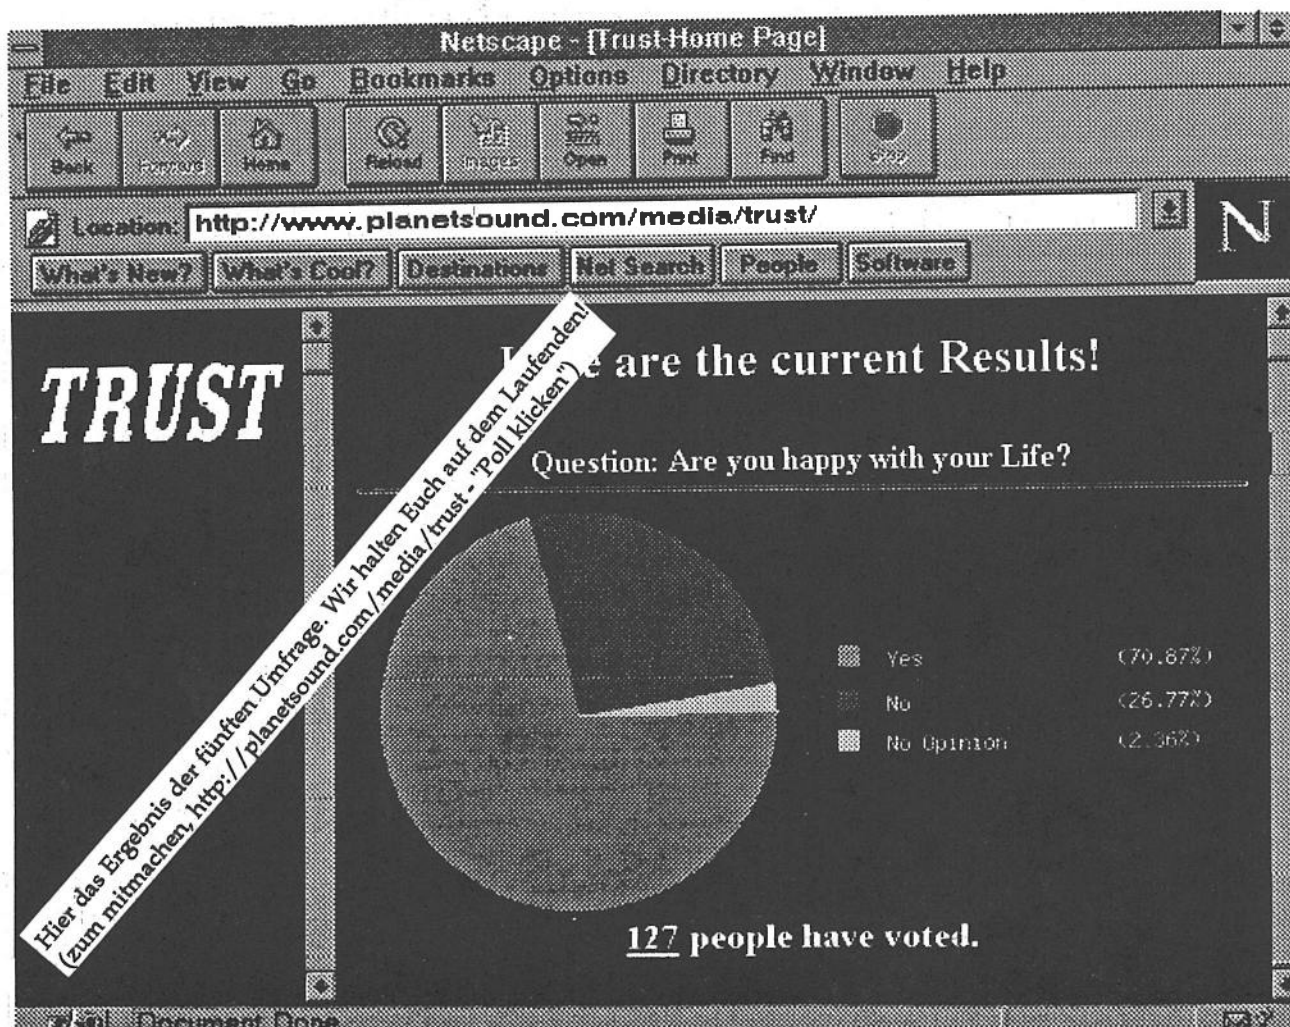 Netscape - [Trust-Home Page]
File Edit View Go Bookmarks Options Directory Window Help
Back Forward Home Reload Images Open Print Find Stop
Location: http://www.planetsound.com/media/trust/
N
What's New? What's Cool? Destinations Net Search People Software
TRUST
are the current Results!
Question: Are you happy with your Life?
Yes (70.87%)
No (26.77%)
No Opinion (2.36%)
127 people have voted.
Hier das Ergebnis der fünften Umfrage. Wir halten Euch auf dem Laufenden!
(zum mitmachen, http://planetsound.com/media/trust - "Poll klicken")
Document Done